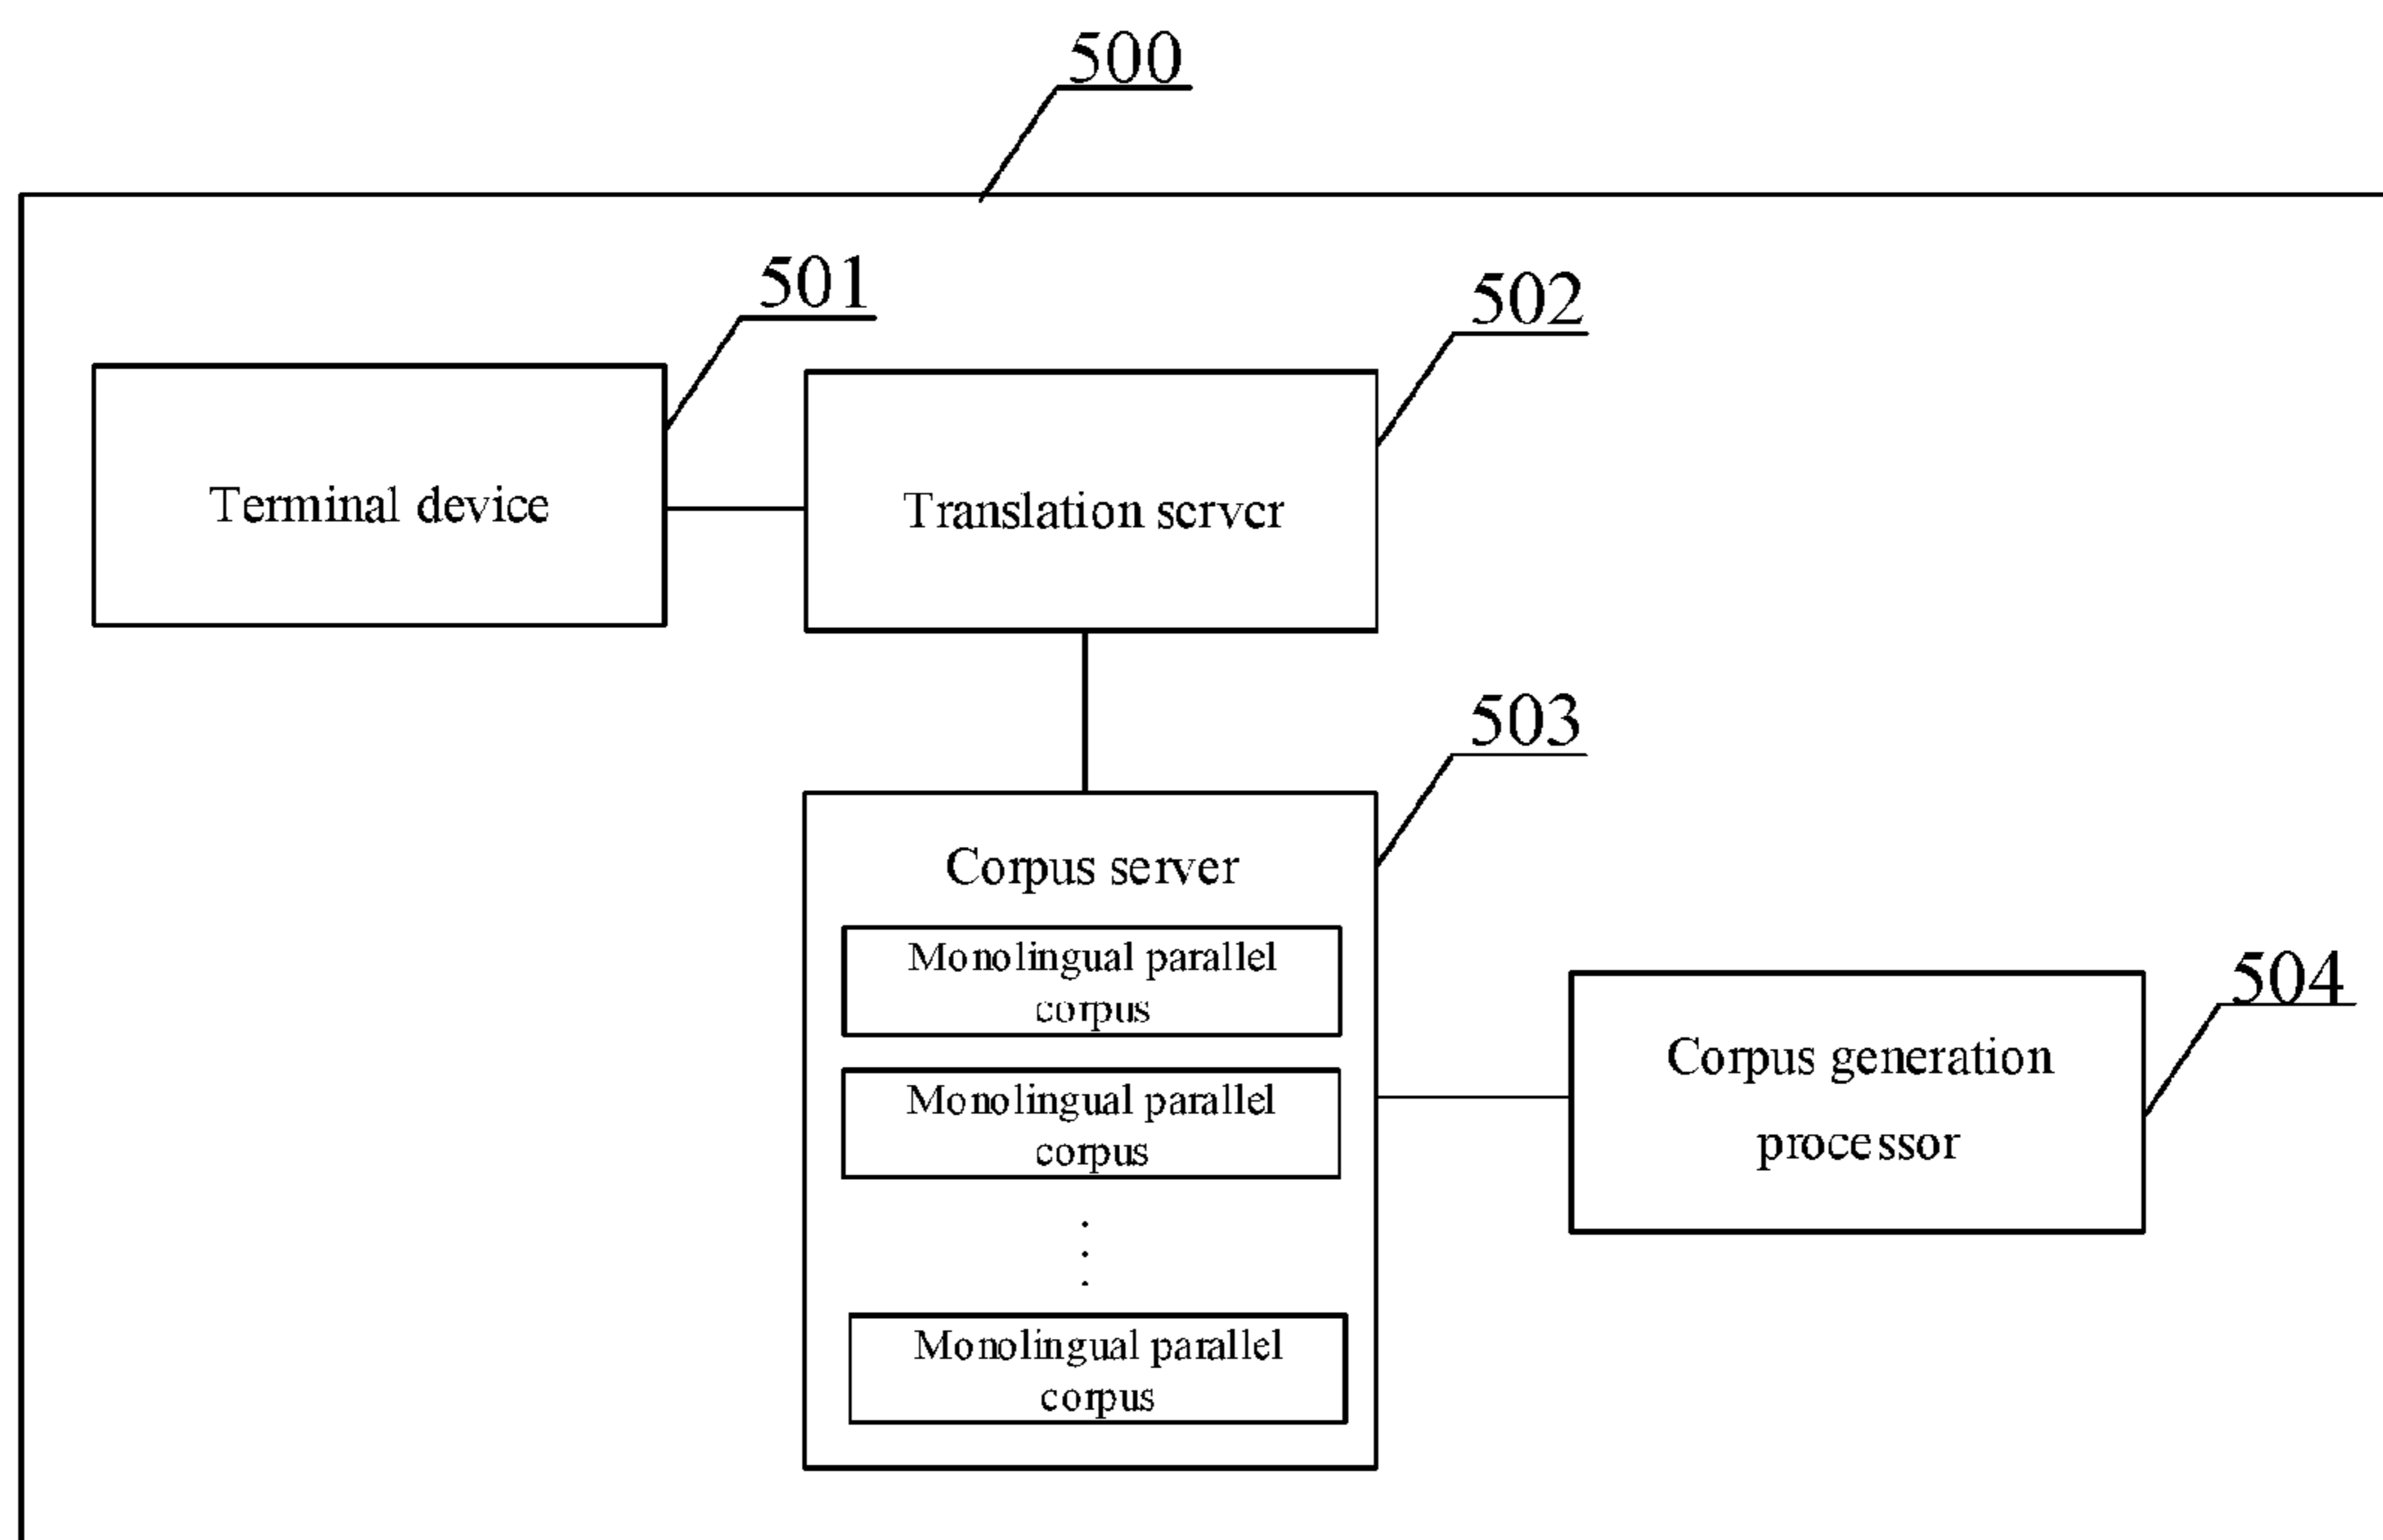 500
501
502
Terminal device
Translation server
503
Corpus server
Monolingual parallel
corpus
504
Corpus generation
processor
Monolingual parallel
corpus
Monolingual parallel
corpus